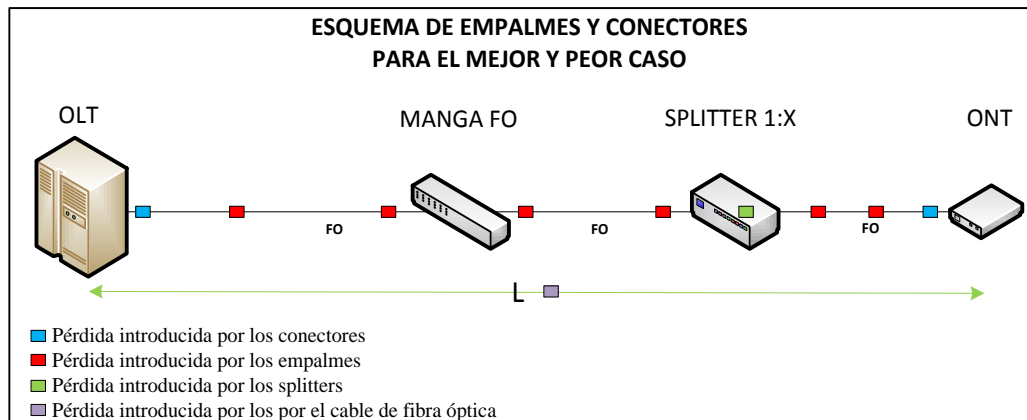 ESQUEMA DE EMPALMES Y CONECTORES
PARA EL MEJOR Y PEOR CASO
OLT
MANGA FO
SPLITTER 1:X
ONT
FO
FO
FO
L
Pérdida introducida por los conectores
Pérdida introducida por los empalmes
Pérdida introducida por los splitters
Pérdida introducida por los por el cable de fibra óptica